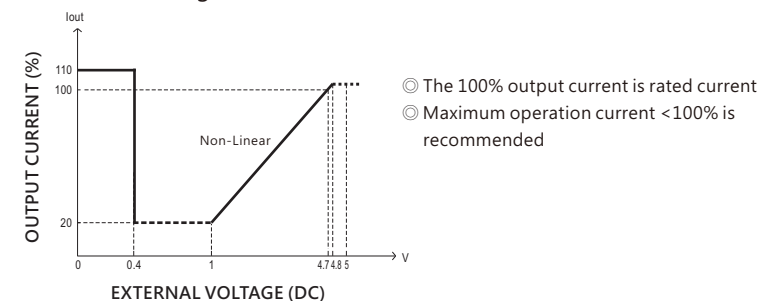 Iout
OUTPUT CURRENT (%)
110
100
20
Non-Linear
0
0.4
1
4.7
4.8
5
V
EXTERNAL VOLTAGE (DC)
◎ The 100% output current is rated current
◎ Maximum operation current <100% is
recommended